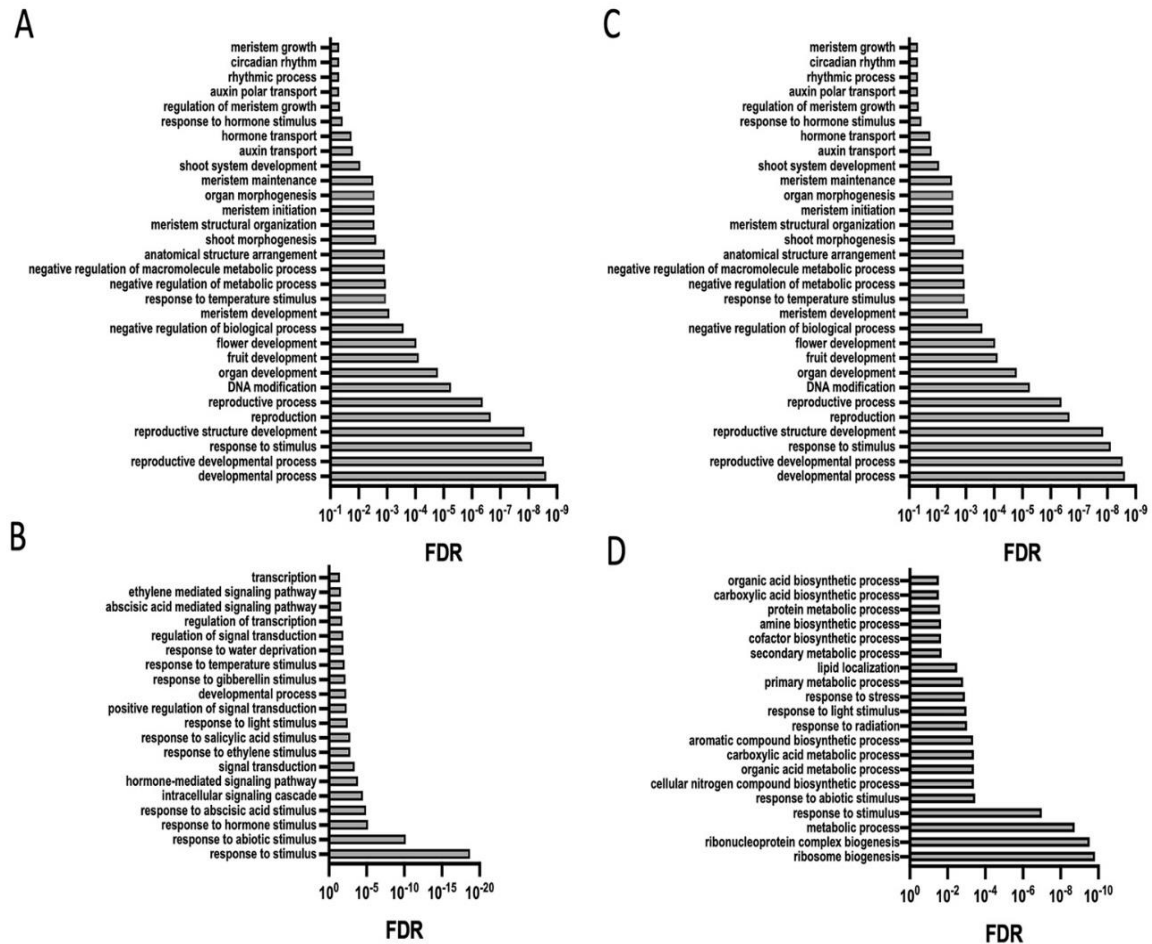 A
meristem growth
circadian rhythm
rhythmic process
auxin polar transport
regulation of meristem growth
response to hormone stimulus
hormone transport
auxin transport
shoot system development
meristem maintenance
organ morphogenesis
meristem initiation
meristem structural organization
shoot morphogenesis
anatomical structure arrangement
negative regulation of macromolecule metabolic process
negative regulation of metabolic process
response to temperature stimulus
meristem development
negative regulation of biological process
flower development
fruit development
organ development
DNA modification
reproductive process
reproduction
reproductive structure development
response to stimulus
reproductive developmental process
developmental process
10-1 10-2 10-3 10-4 10-5 10-6 10-7 10-8 10-9
FDR
B
transcription
ethylene mediated signaling pathway
abscisic acid mediated signaling pathway
regulation of transcription
regulation of signal transduction
response to water deprivation
response to temperature stimulus
response to gibberellin stimulus
developmental process
positive regulation of signal transduction
response to light stimulus
response to salicylic acid stimulus
response to ethylene stimulus
signal transduction
hormone-mediated signaling pathway
intracellular signaling cascade
response to abscisic acid stimulus
response to hormone stimulus
response to abiotic stimulus
response to stimulus
100 10-5 10-10 10-15 10-20
FDR
C
meristem growth
circadian rhythm
rhythmic process
auxin polar transport
regulation of meristem growth
response to hormone stimulus
hormone transport
auxin transport
shoot system development
meristem maintenance
organ morphogenesis
meristem initiation
meristem structural organization
shoot morphogenesis
anatomical structure arrangement
negative regulation of macromolecule metabolic process
negative regulation of metabolic process
response to temperature stimulus
meristem development
negative regulation of biological process
flower development
fruit development
organ development
DNA modification
reproductive process
reproduction
reproductive structure development
response to stimulus
reproductive developmental process
developmental process
10-1 10-2 10-3 10-4 10-5 10-6 10-7 10-8 10-9
FDR
D
organic acid biosynthetic process
carboxylic acid biosynthetic process
protein metabolic process
amine biosynthetic process
cofactor biosynthetic process
secondary metabolic process
lipid localization
primary metabolic process
response to stress
response to light stimulus
response to radiation
aromatic compound biosynthetic process
carboxylic acid metabolic process
organic acid metabolic process
cellular nitrogen compound biosynthetic process
response to abiotic stimulus
response to stimulus
metabolic process
ribonucleoprotein complex biogenesis
ribosome biogenesis
100 10-2 10-4 10-6 10-8 10-10
FDR